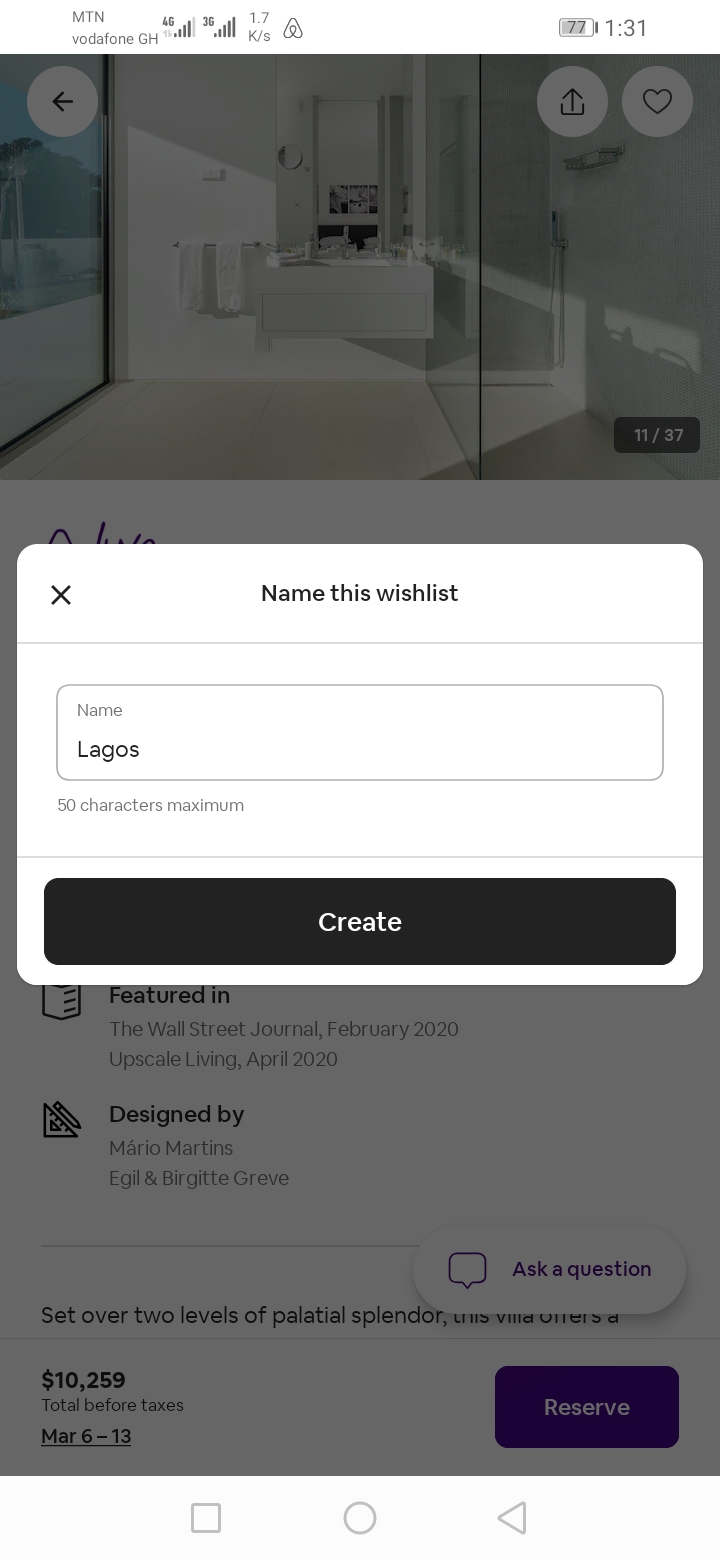 MTN
vodafone GH
4G
3G
1.7
K/s
77
1:31
11 / 37
Name this wishlist
Name
Lagos
50 characters maximum
Create
Featured in
The Wall Street Journal, February 2020
Upscale Living, April 2020
Designed by
Mário Martins
Egil & Birgitte Greve
Ask a question
Set over two levels of palatial splendor, this villa offers a
$10,259
Total before taxes
Mar 6 – 13
Reserve